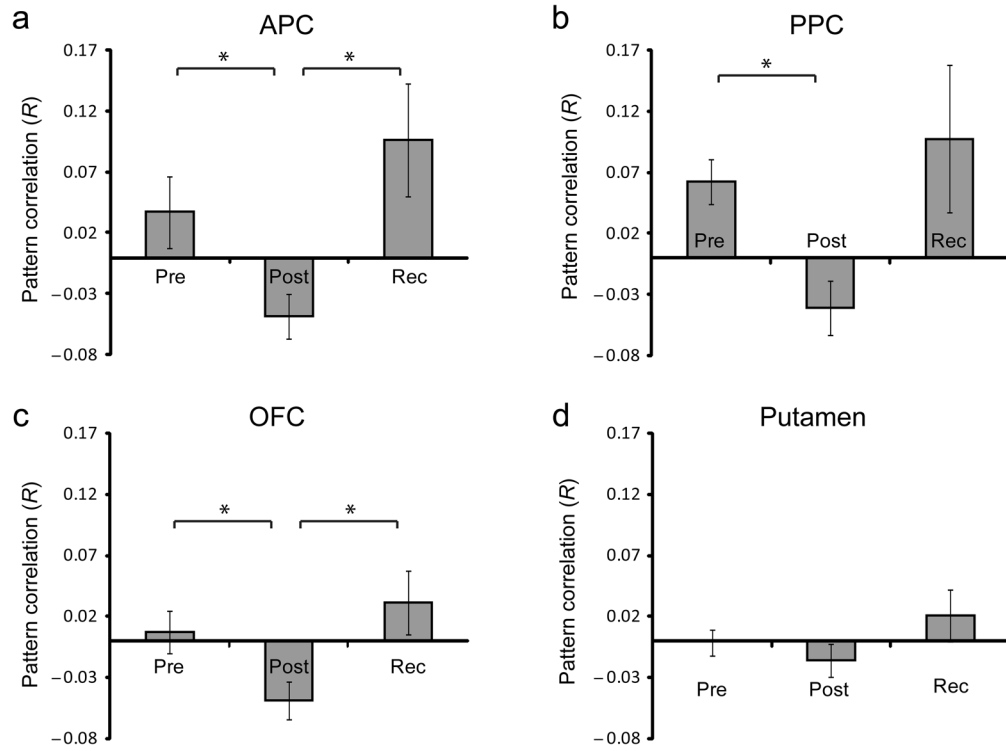 a
APC
Pattern correlation (R)
0.17
0.12
0.07
0.02
−0.03
−0.08
*
*
Pre
Post
Rec
b
PPC
Pattern correlation (R)
0.17
0.12
0.07
0.02
−0.03
−0.08
*
Pre
Post
Rec
c
OFC
Pattern correlation (R)
0.17
0.12
0.07
0.02
−0.03
−0.08
*
*
Pre
Post
Rec
d
Putamen
Pattern correlation (R)
0.17
0.12
0.07
0.02
−0.03
−0.08
Pre
Post
Rec